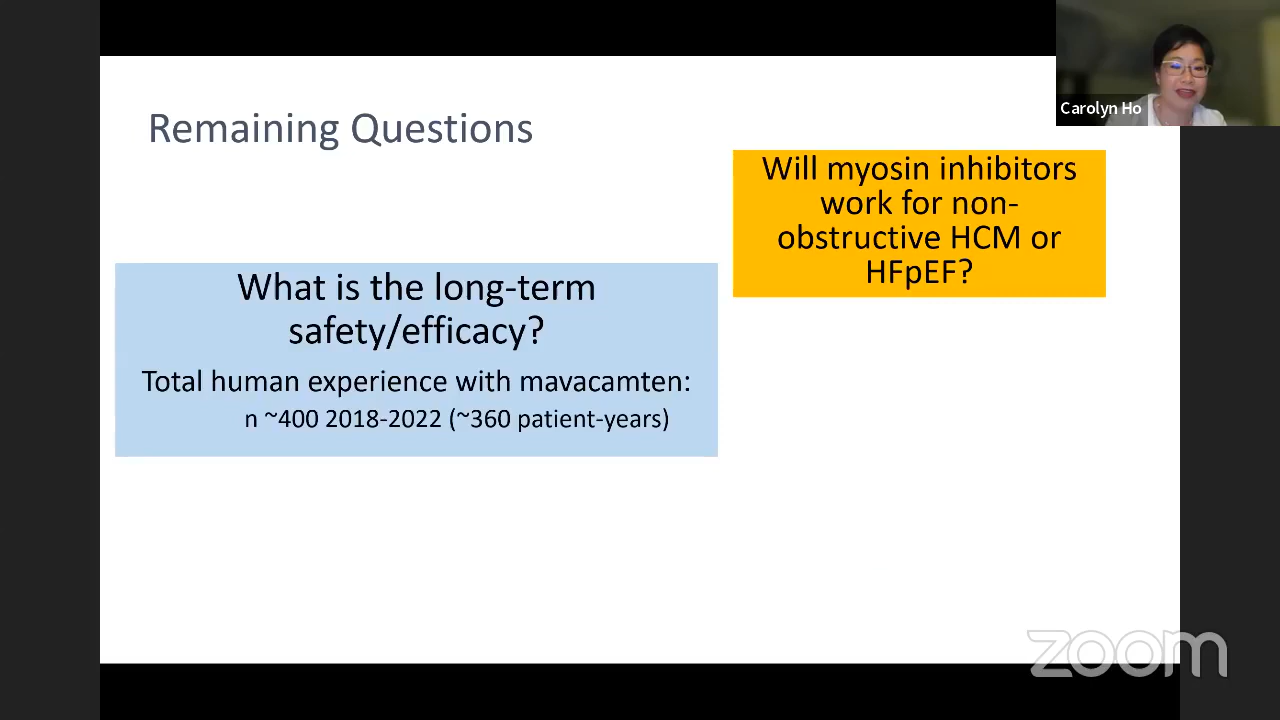 Carolyn Ho
Remaining Questions
Will myosin inhibitors
work for non-
obstructive HCM or
HFpEF?
What is the long-term
safety/efficacy?
Total human experience with mavacamten:
n ~400 2018-2022 (~360 patient-years)
zoom